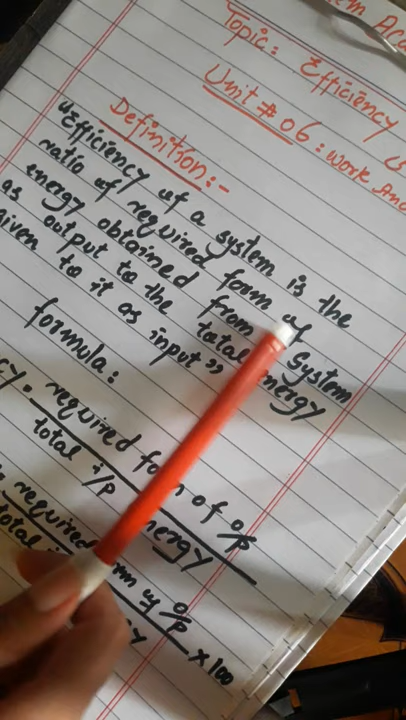 Topic: Efficiency
Unit # 06: Work And
Definition:-
"Efficiency of a system is the
ratio of required form of
energy obtained from system
as output to the total energy
given to it as input"
formula:
required form of o/p
total i/p energy
required form of o/p
total
x 100